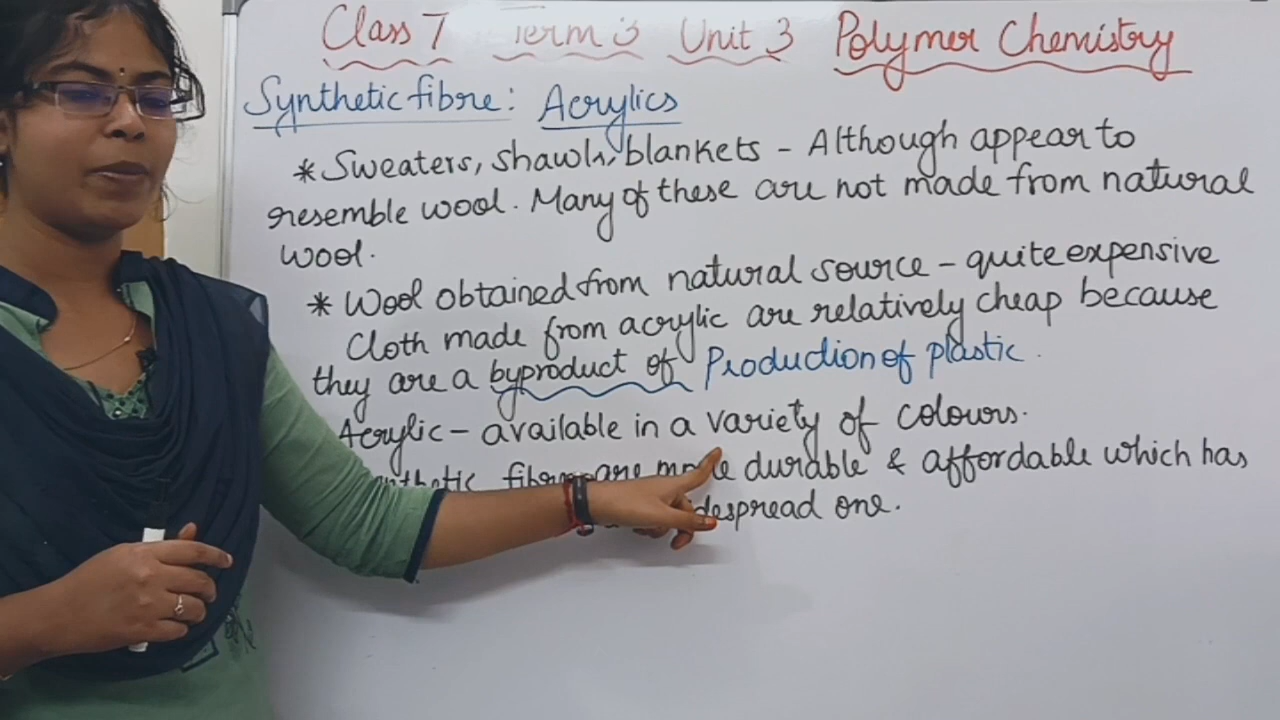 Class 7 Term 3 Unit 3 Polymer Chemistry
Synthetic fibre: Acrylics
* Sweaters, shawls, blankets - Although appear to
resemble wool. Many of these are not made from natural
wool.
* Wool obtained from natural source - quite expensive
Cloth made from acrylic are relatively cheap because
they are a byproduct of Production of plastic.
Acrylic - available in a variety of colours.
fibre are more durable & affordable which has
one.